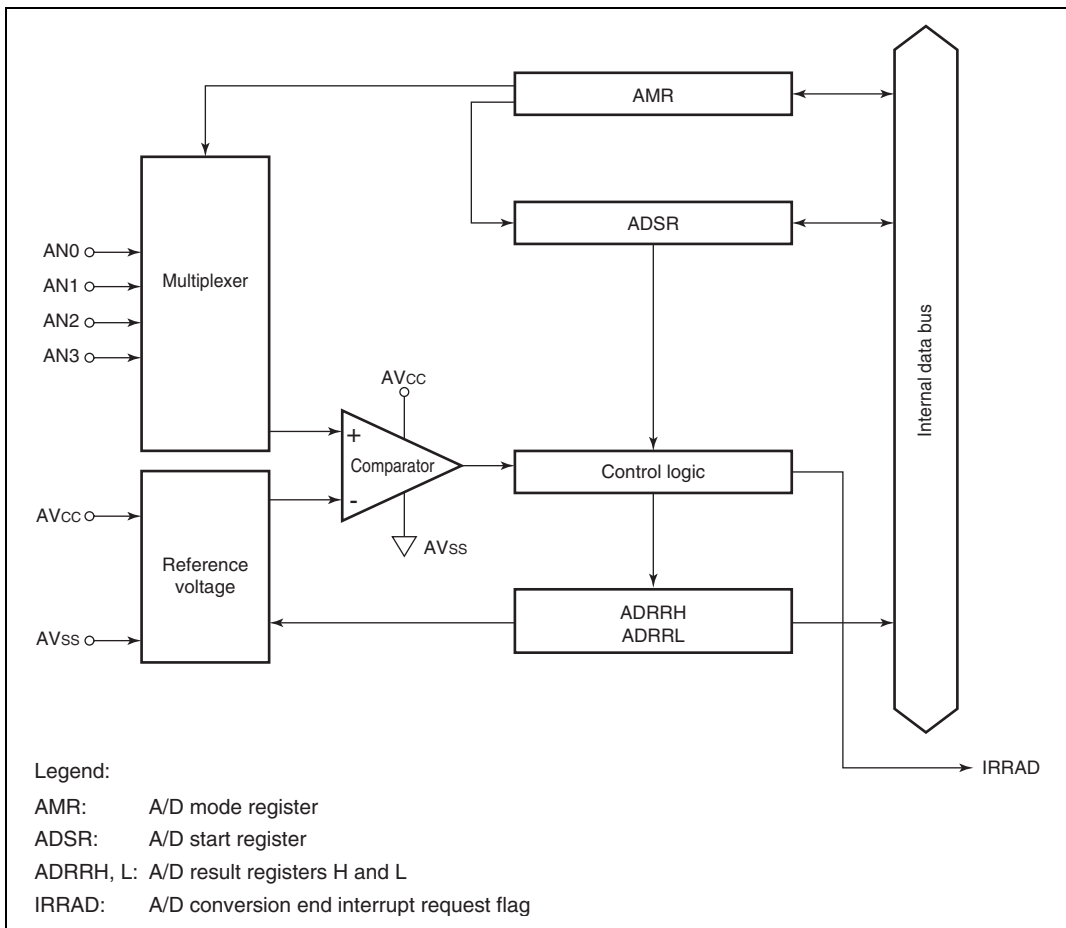 AMR
ADSR
AN0
AN1
AN2
AN3
Multiplexer
Internal data bus
AVCC
+
Comparator
-
Control logic
AVCC
AVSS
Reference
voltage
ADRRH
ADRRL
AVSS
IRRAD
Legend:
AMR: A/D mode register
ADSR: A/D start register
ADRRH, L: A/D result registers H and L
IRRAD: A/D conversion end interrupt request flag